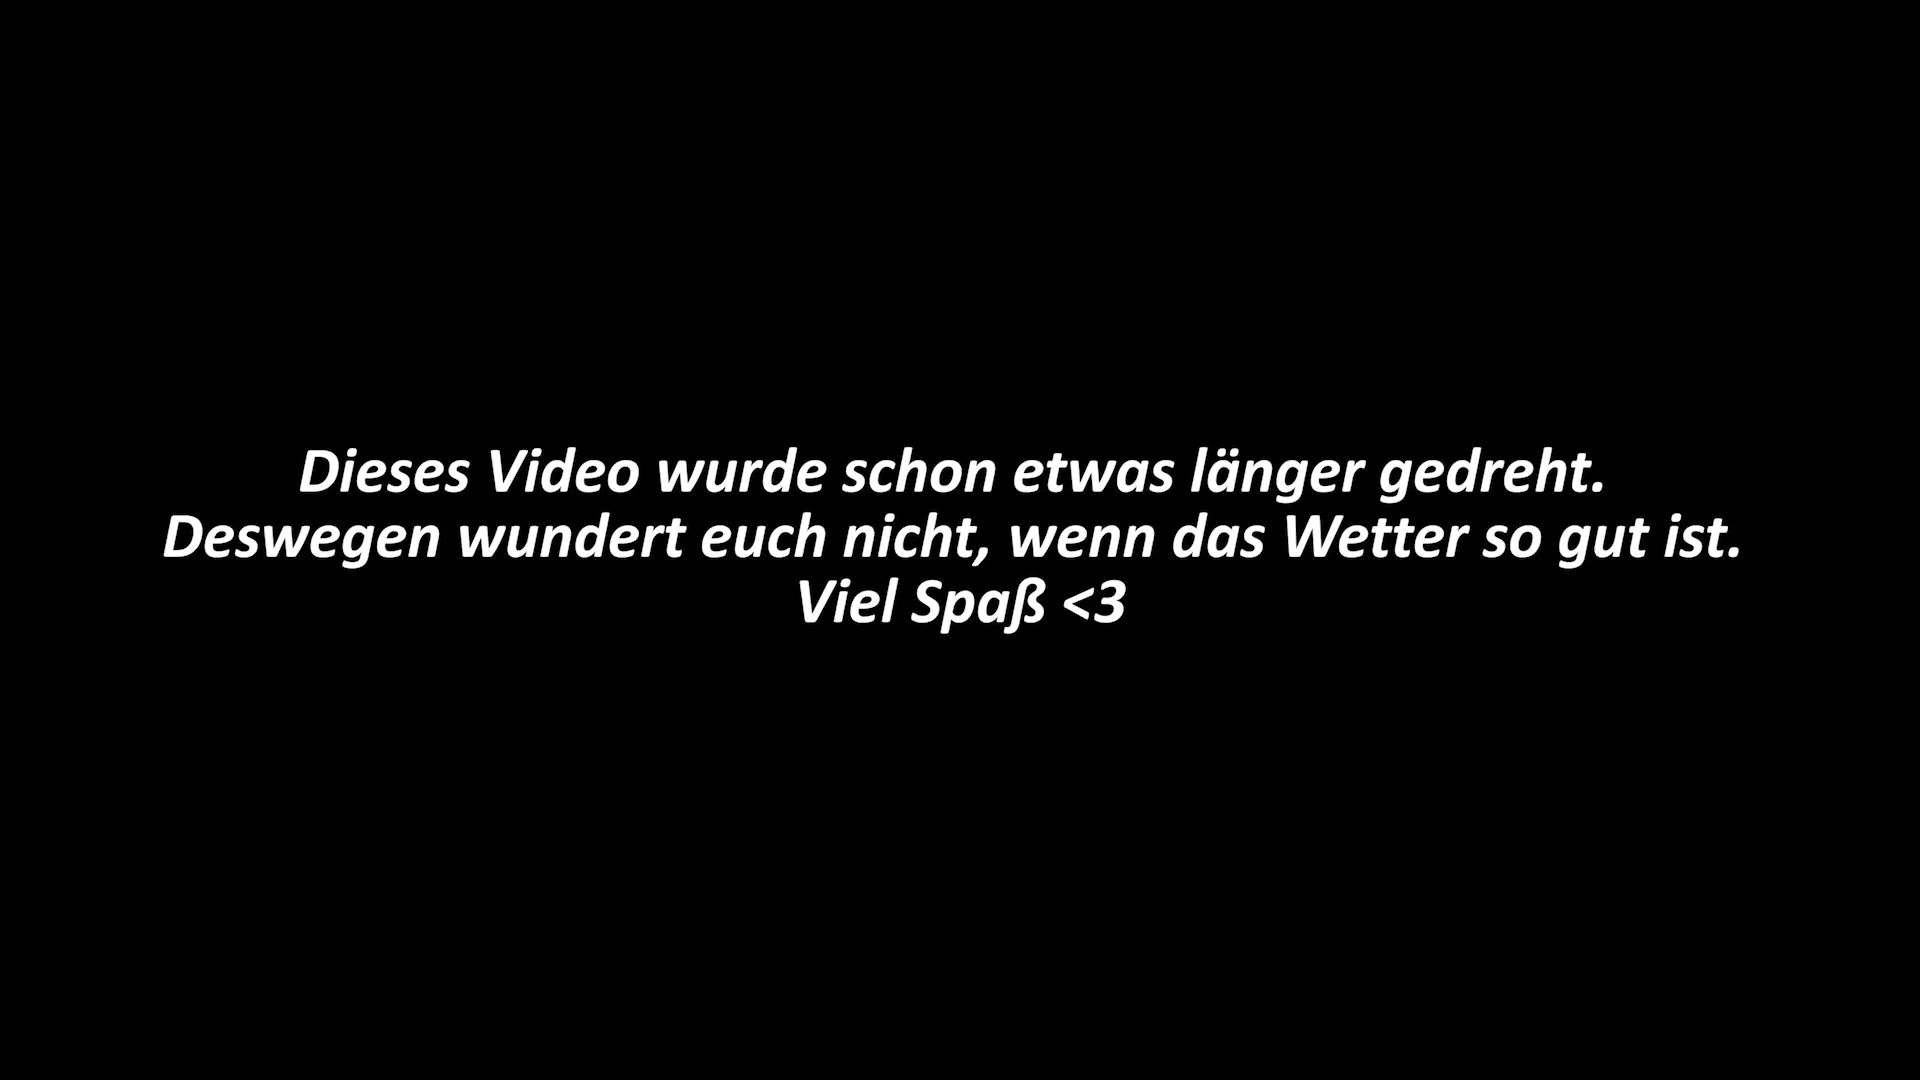 Dieses Video wurde schon etwas länger gedreht.
Deswegen wundert euch nicht, wenn das Wetter so gut ist.
Viel Spaß <3